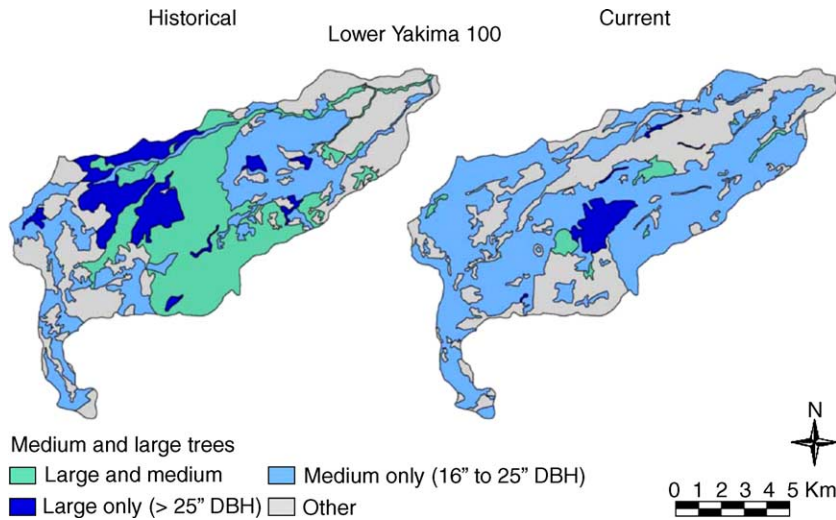 Historical
Lower Yakima 100
Current
Medium and large trees
Large and medium
Medium only (16” to 25” DBH)
Large only (> 25” DBH)
Other
N
0 1 2 3 4 5 Km